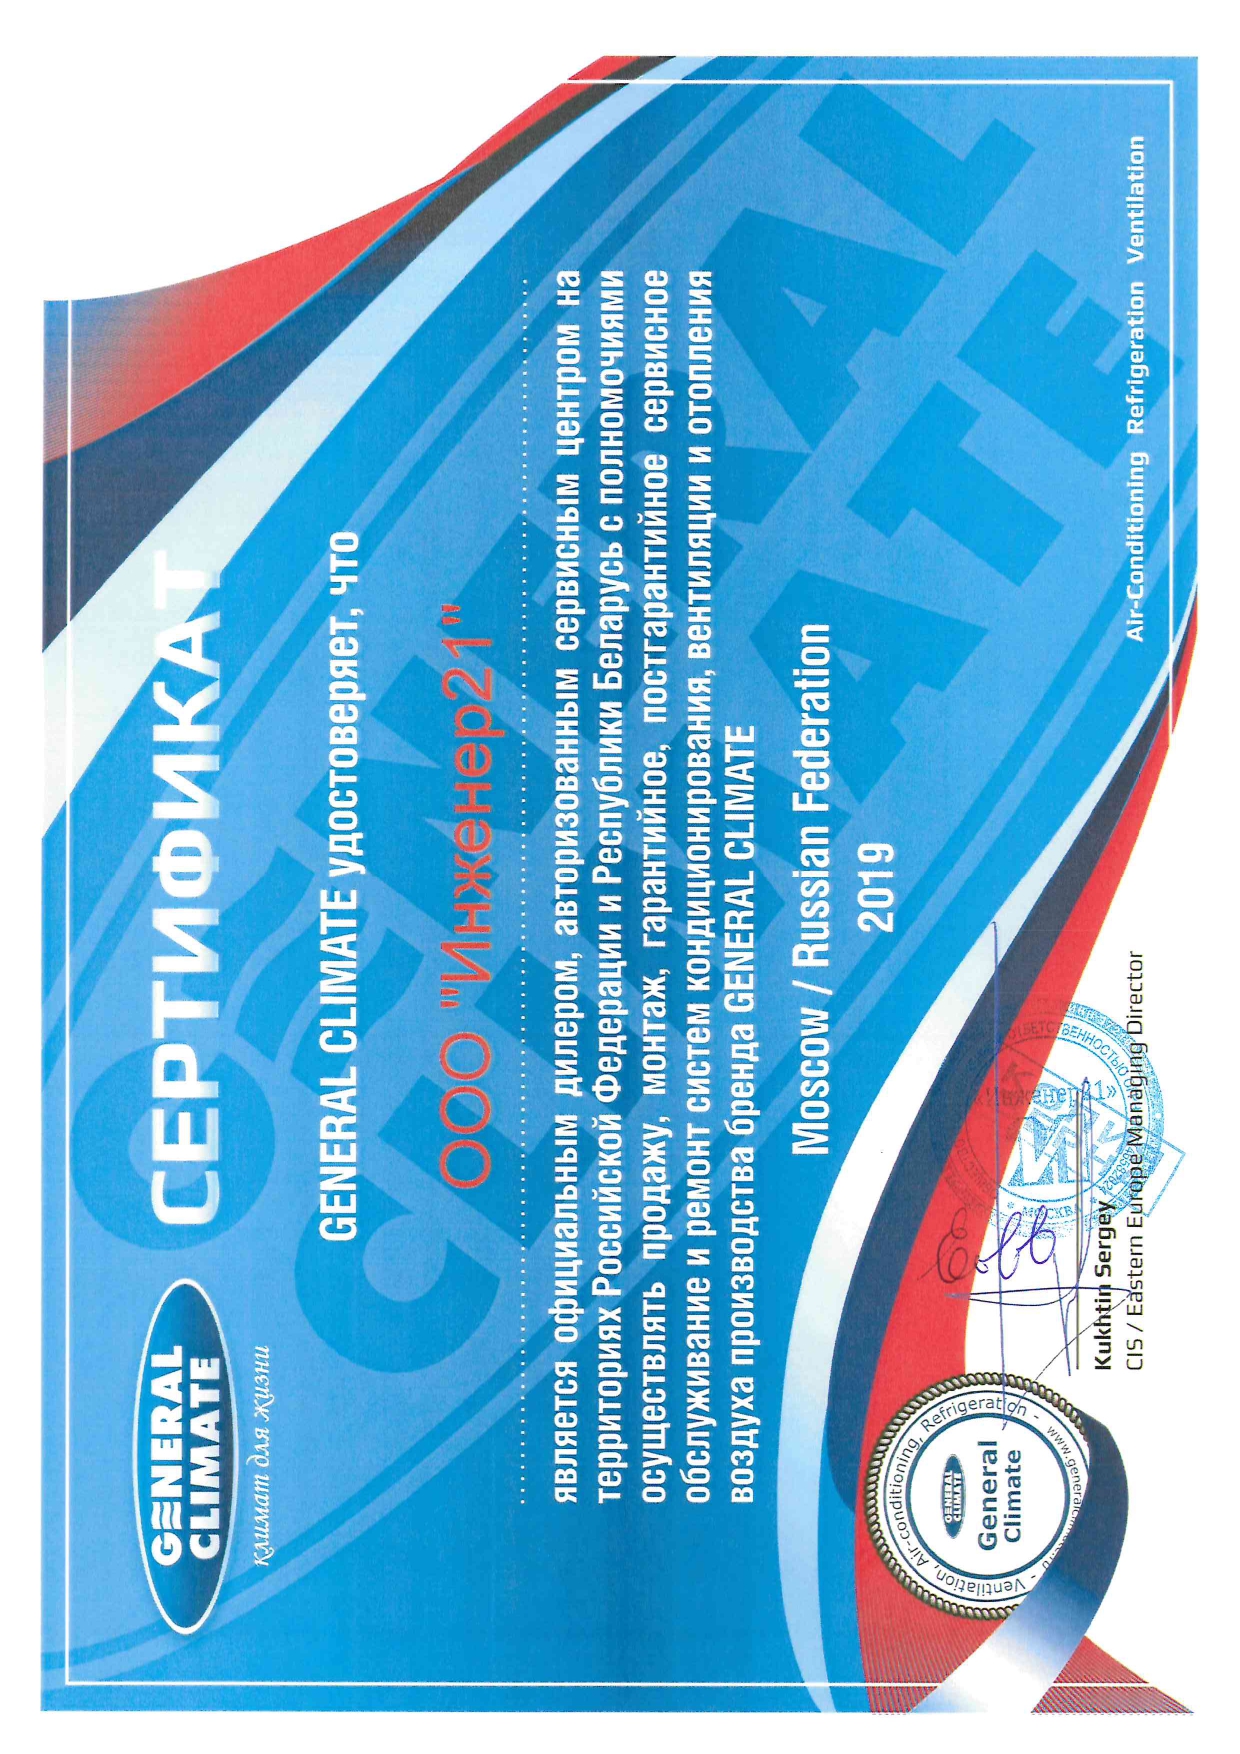 GENERAL
CLIMATE
климат для жизни
СЕРТИФИКАТ
GENERAL CLIMATE удостоверяет, что
ООО "Инженер21"
является официальным дилером, авторизованным сервисным центром на
территориях Российской Федерации и Республики Беларусь с полномочиями
осуществлять продажу, монтаж, гарантийное, постгарантийное сервисное
обслуживание и ремонт систем кондиционирования, вентиляции и отопления
воздуха производства бренда GENERAL CLIMATE
Moscow / Russian Federation
2019
Ventilation, Air-conditioning, Refrigeration -
GENERAL
CLIMATE
General
Climate
Kukhtin Sergey
CIS / Eastern Europe Managing Director
Air-Conditioning Refrigeration Ventilation